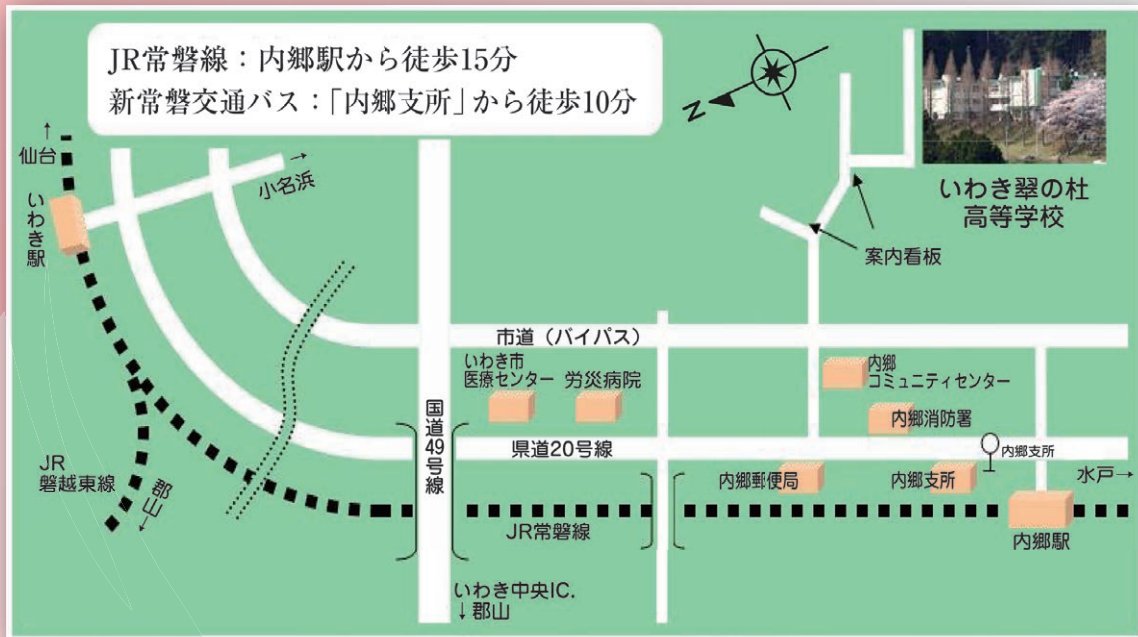 JR常磐線：内郷駅から徒歩15分
新常磐交通バス：「内郷支所」から徒歩10分
N
↑
仙台
いわき駅
→
小名浜
いわき翠の杜
高等学校
案内看板
市道（バイパス）
いわき市
医療センター
労災病院
内郷
コミュニティセンター
内郷消防署
国道49号線
県道20号線
内郷支所
水戸→
内郷郵便局
内郷支所
JR
磐越東線
←郡山
JR常磐線
内郷駅
いわき中央IC.
↓郡山